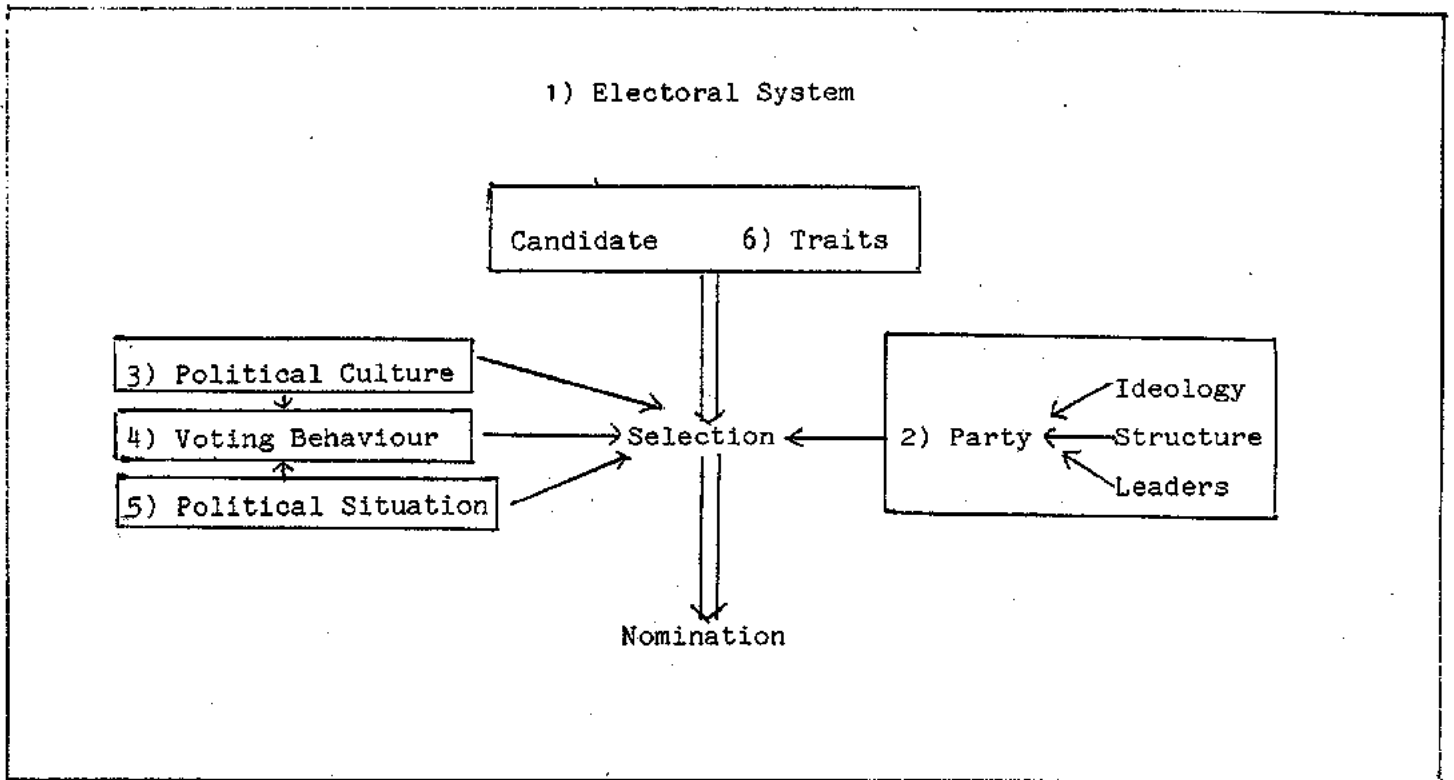 1) Electoral System
Candidate 6) Traits
3) Political Culture
4) Voting Behaviour
5) Political Situation
Selection
2) Party
Ideology
Structure
Leaders
Nomination